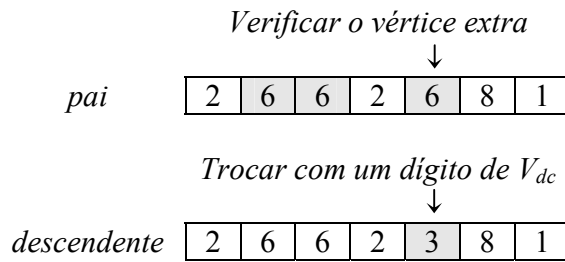 Verificar o vértice extra
↓
pai 2 6 6 2 6 8 1
Trocar com um dígito de Vdc
↓
descendente 2 6 6 2 3 8 1